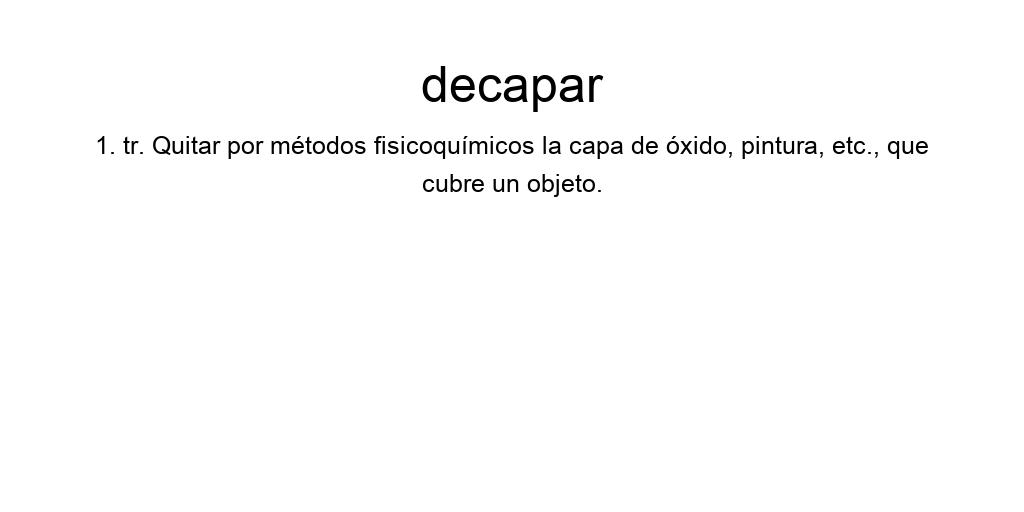 decapar
1. tr. Quitar por métodos fisicoquímicos la capa de óxido, pintura, etc., que
cubre un objeto.